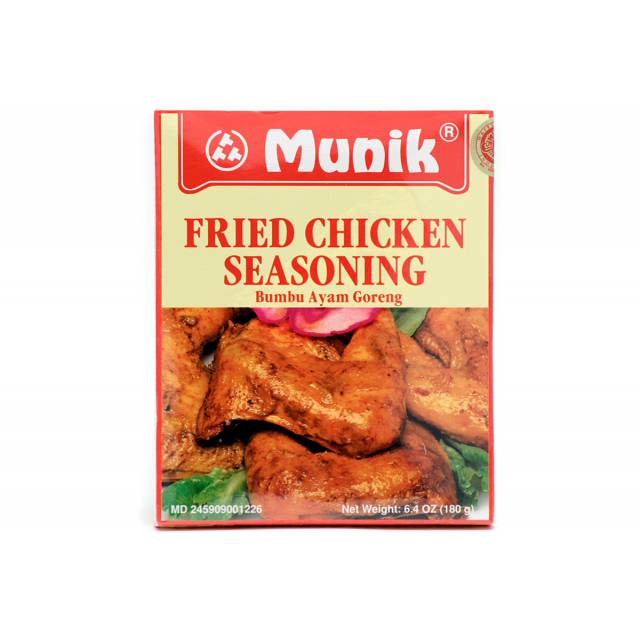 Munik®
FRIED CHICKEN
SEASONING
Bumbu Ayam Goreng
MD 245909001226
Net Weight: 6.4 OZ (180 g)